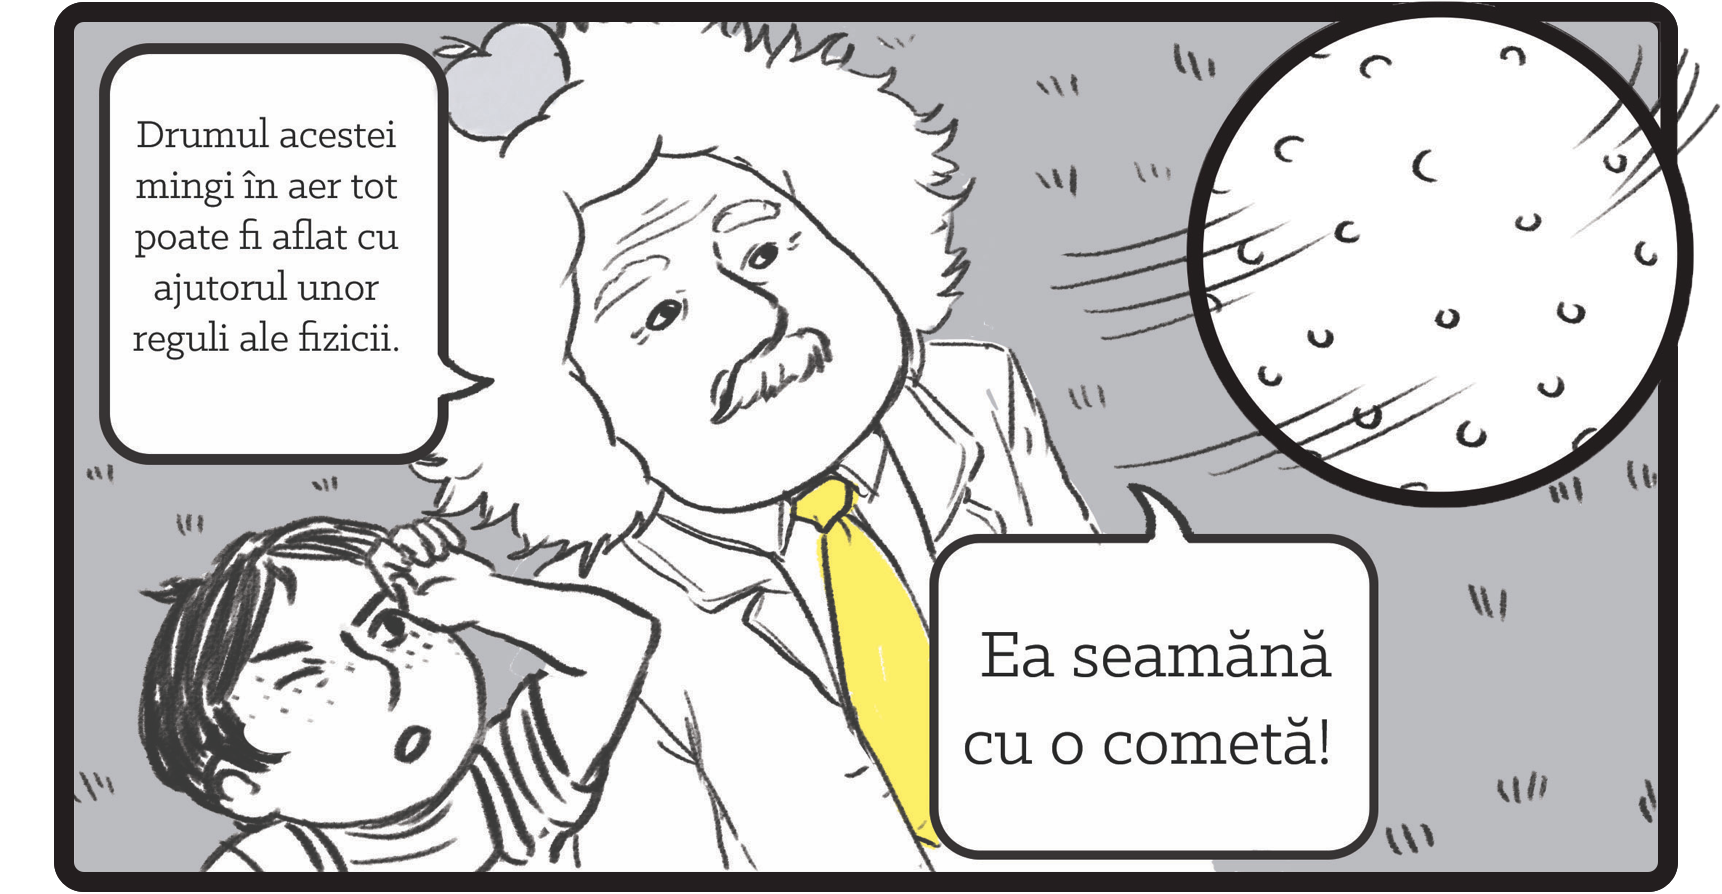 Drumul acestei
mingi în aer tot
poate fi aflat cu
ajutorul unor
reguli ale fizicii.
Ea seamănă
cu o cometă!